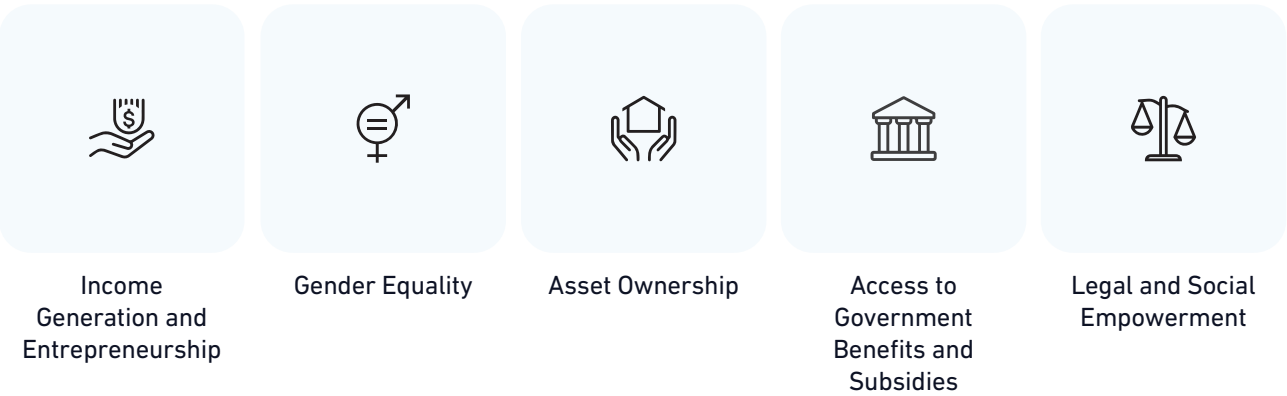 $
Income
Generation and
Entrepreneurship
Gender Equality
Asset Ownership
Access to
Government
Benefits and
Subsidies
Legal and Social
Empowerment